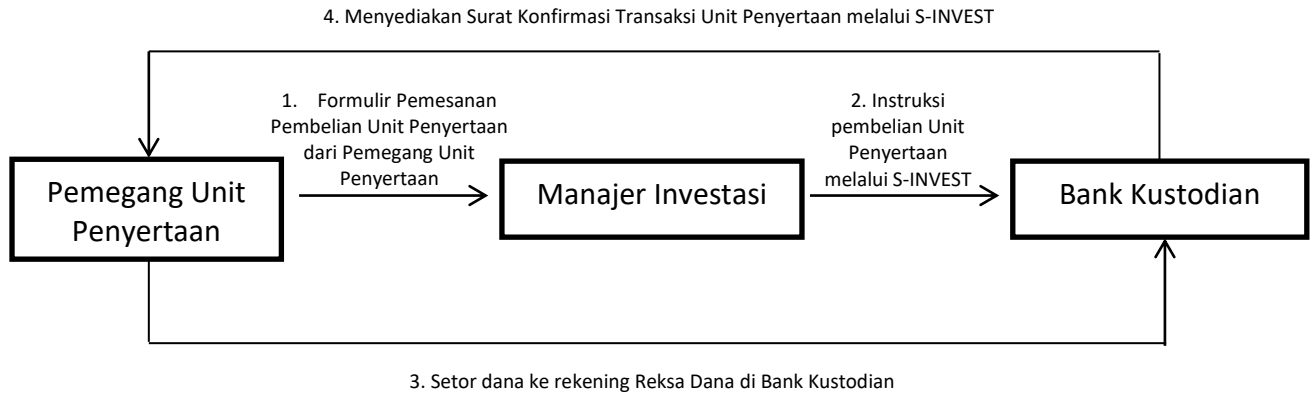 4. Menyediakan Surat Konfirmasi Transaksi Unit Penyertaan melalui S-INVEST
1. Formulir Pemesanan
Pembelian Unit Penyertaan
dari Pemegang Unit
Penyertaan
2. Instruksi
pembelian Unit
Penyertaan
melalui S-INVEST
Pemegang Unit
Penyertaan
Manajer Investasi
Bank Kustodian
3. Setor dana ke rekening Reksa Dana di Bank Kustodian